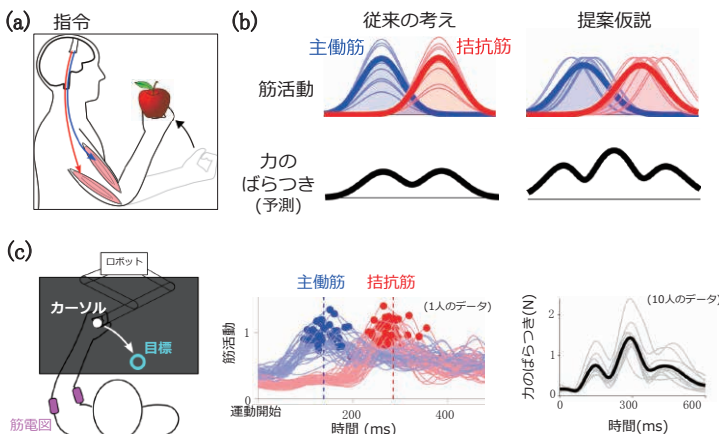 (a)
指令
(b)
従来の考え
提案仮説
主働筋
拮抗筋
筋活動
力の
ばらつき
(予測)
(c)
ロボット
カーソル
目標
筋電図
主働筋
拮抗筋
(1人のデータ)
筋活動
1
0
運動開始
200
400
時間 (ms)
(10人のデータ)
力のばらつき(N)
2
1
0
0
300
600
時間(ms)